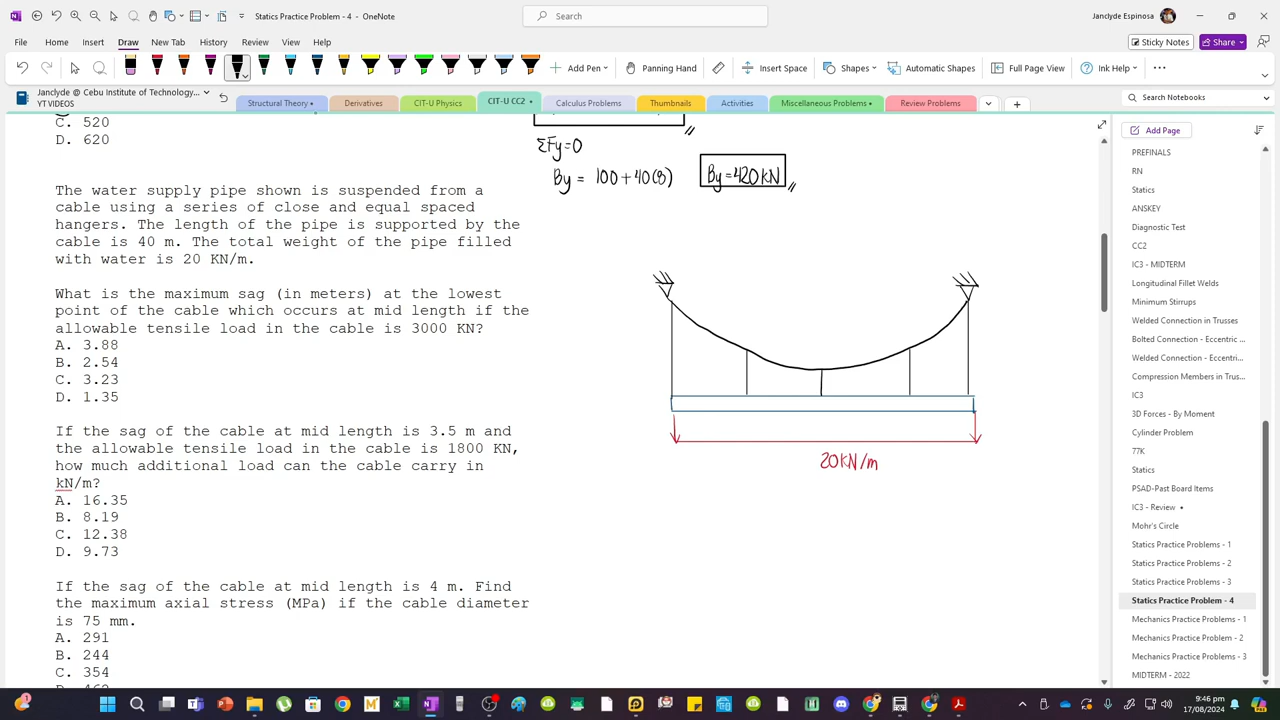 Statics Practice Problem - 4 - OneNote
Search
Janclyde Espinosa
File Home Insert Draw New Tab History Review View Help
Sticky Notes
Share
Add Pen
Panning Hand
Insert Space
Shapes
Automatic Shapes
Full Page View
Ink Help
Janclyde @ Cebu Institute of Technology...
YT VIDEOS
Structural Theory
Derivatives
CIT-U Physics
CIT-U CC2
Calculus Problems
Thumbnails
Activities
Miscellaneous Problems
Review Problems
Search Notebooks
Add Page
C. 520
D. 620
ΣFy=0
By = 100+40(8)
By=420KN
The water supply pipe shown is suspended from a
cable using a series of close and equal spaced
hangers. The length of the pipe is supported by the
cable is 40 m. The total weight of the pipe filled
with water is 20 KN/m.
What is the maximum sag (in meters) at the lowest
point of the cable which occurs at mid length if the
allowable tensile load in the cable is 3000 KN?
A. 3.88
B. 2.54
C. 3.23
D. 1.35
If the sag of the cable at mid length is 3.5 m and
the allowable tensile load in the cable is 1800 KN,
how much additional load can the cable carry in
kN/m?
A. 16.35
B. 8.19
C. 12.38
D. 9.73
If the sag of the cable at mid length is 4 m. Find
the maximum axial stress (MPa) if the cable diameter
is 75 mm.
A. 291
B. 244
C. 354
20KN/m
PREFINALS
RN
Statics
ANSKEY
Diagnostic Test
CC2
IC3 - MIDTERM
Longitudinal Fillet Welds
Minimum Stirrups
Welded Connection in Trusses
Bolted Connection - Eccentric ...
Welded Connection - Eccentri...
Compression Members in Trus...
IC3
3D Forces - By Moment
Cylinder Problem
77K
Statics
PSAD-Past Board Items
IC3 - Review
Mohr's Circle
Statics Practice Problems - 1
Statics Practice Problems - 2
Statics Practice Problems - 3
Statics Practice Problem - 4
Mechanics Practice Problems - 1
Mechanics Practice Problem - 2
Mechanics Practice Problems - 3
MIDTERM - 2022
9:46 pm
17/08/2024